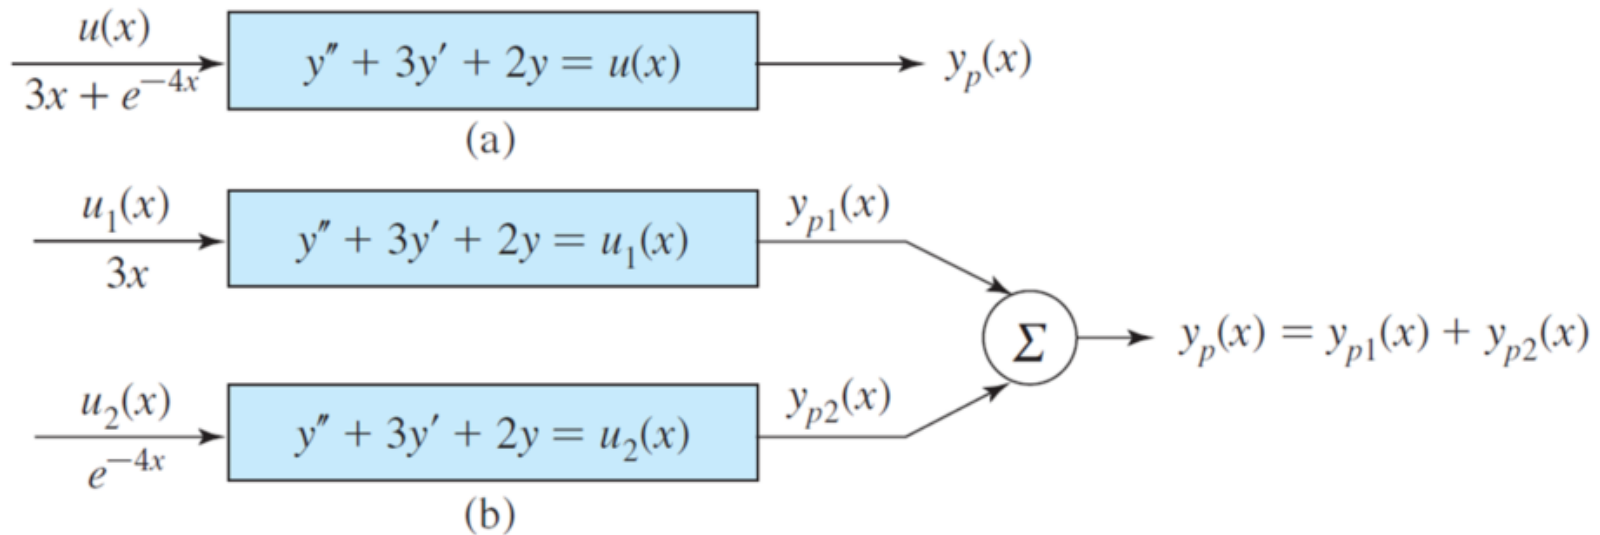 u(x)
3x + e^{−4x}
y″ + 3y′ + 2y = u(x)
y_p(x)
(a)
u_1(x)
3x
y″ + 3y′ + 2y = u_1(x)
y_{p1}(x)
Σ
y_p(x) = y_{p1}(x) + y_{p2}(x)
u_2(x)
e^{−4x}
y″ + 3y′ + 2y = u_2(x)
y_{p2}(x)
(b)